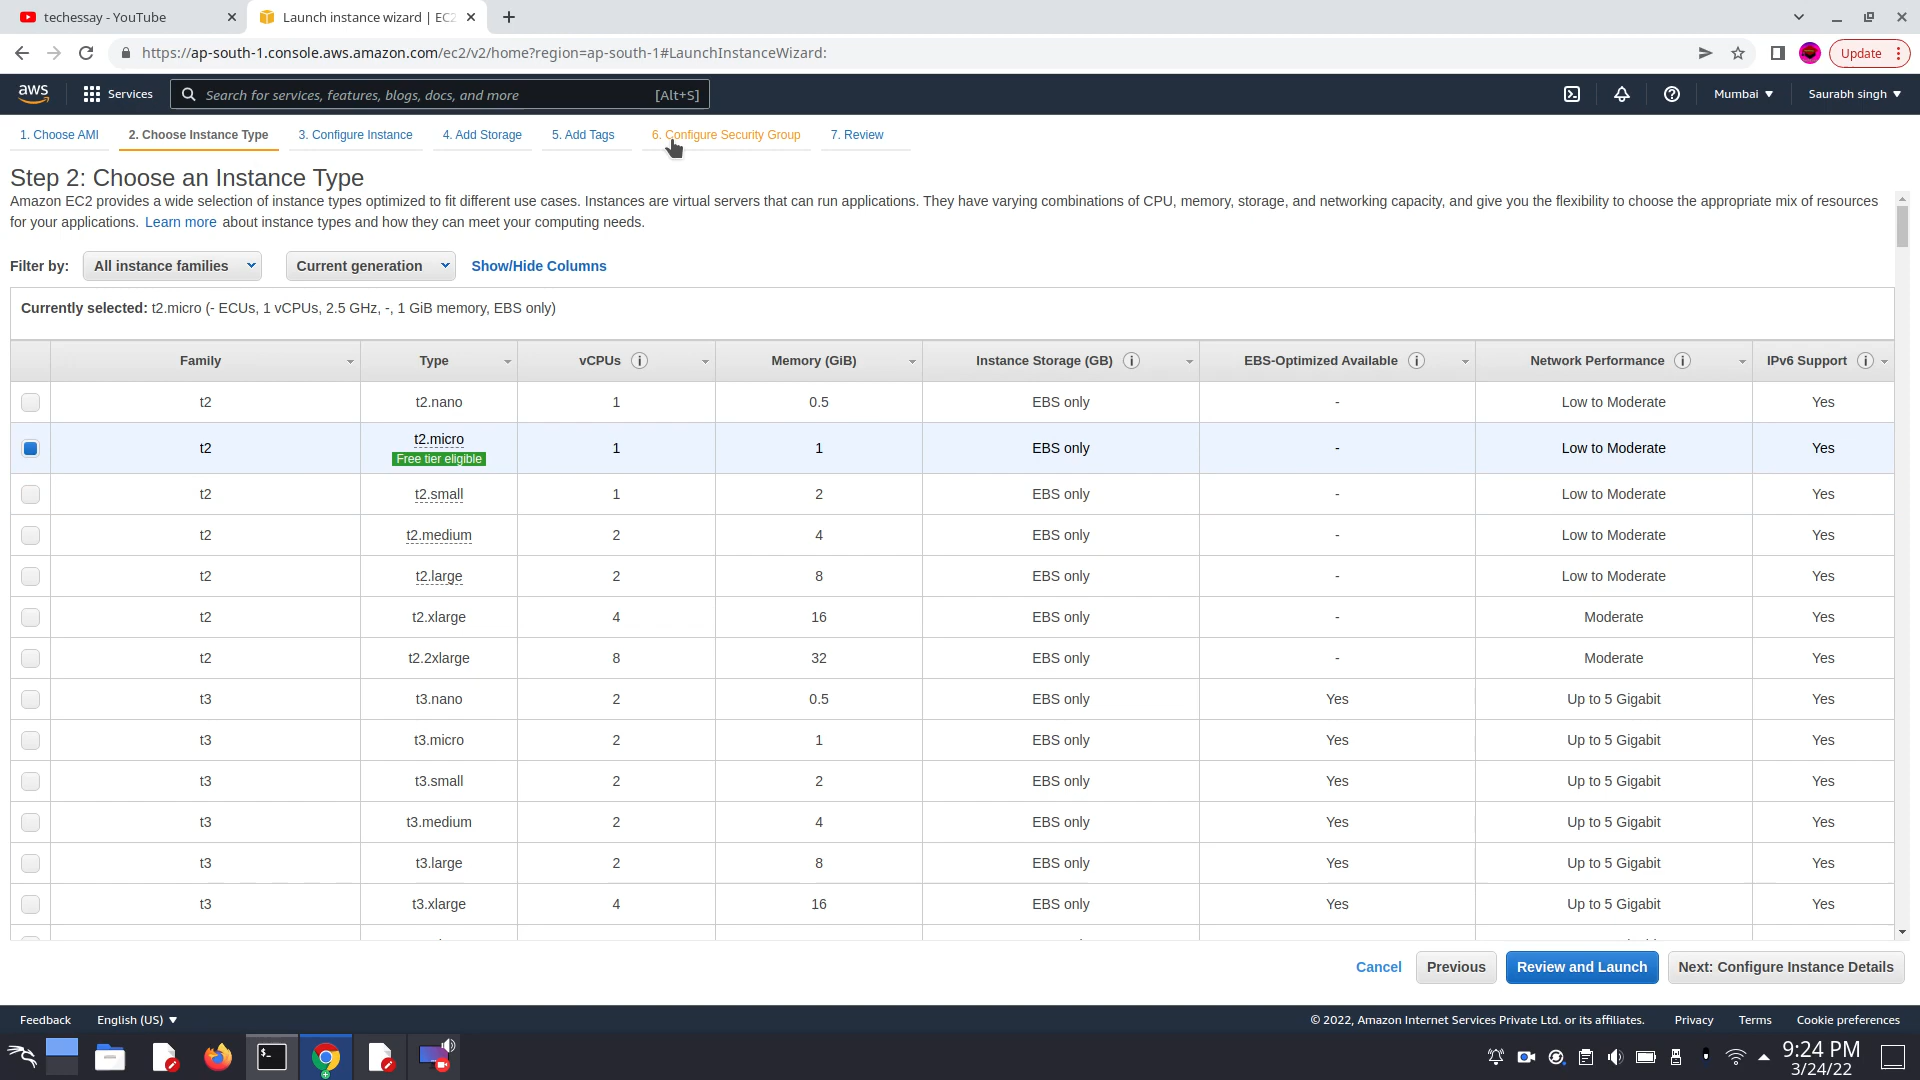 techessay - YouTube
Launch instance wizard | EC2
https://ap-south-1.console.aws.amazon.com/ec2/v2/home?region=ap-south-1#LaunchInstanceWizard:
Update
aws
Services
Search for services, features, blogs, docs, and more
[Alt+S]
Mumbai
Saurabh singh
1. Choose AMI
2. Choose Instance Type
3. Configure Instance
4. Add Storage
5. Add Tags
6. Configure Security Group
7. Review
Step 2: Choose an Instance Type
Amazon EC2 provides a wide selection of instance types optimized to fit different use cases. Instances are virtual servers that can run applications. They have varying combinations of CPU, memory, storage, and networking capacity, and give you the flexibility to choose the appropriate mix of resources
for your applications. Learn more about instance types and how they can meet your computing needs.
Filter by: All instance families Current generation Show/Hide Columns
Currently selected: t2.micro (- ECUs, 1 vCPUs, 2.5 GHz, -, 1 GiB memory, EBS only)
Family Type vCPUs Memory (GiB) Instance Storage (GB) EBS-Optimized Available Network Performance IPv6 Support
t2 t2.nano 1 0.5 EBS only - Low to Moderate Yes
t2 t2.micro 1 1 EBS only - Low to Moderate Yes
Free tier eligible
t2 t2.small 1 2 EBS only - Low to Moderate Yes
t2 t2.medium 2 4 EBS only - Low to Moderate Yes
t2 t2.large 2 8 EBS only - Low to Moderate Yes
t2 t2.xlarge 4 16 EBS only - Moderate Yes
t2 t2.2xlarge 8 32 EBS only - Moderate Yes
t3 t3.nano 2 0.5 EBS only Yes Up to 5 Gigabit Yes
t3 t3.micro 2 1 EBS only Yes Up to 5 Gigabit Yes
t3 t3.small 2 2 EBS only Yes Up to 5 Gigabit Yes
t3 t3.medium 2 4 EBS only Yes Up to 5 Gigabit Yes
t3 t3.large 2 8 EBS only Yes Up to 5 Gigabit Yes
t3 t3.xlarge 4 16 EBS only Yes Up to 5 Gigabit Yes
Cancel Previous Review and Launch Next: Configure Instance Details
Feedback English (US) © 2022, Amazon Internet Services Private Ltd. or its affiliates. Privacy Terms Cookie preferences
9:24 PM
3/24/22